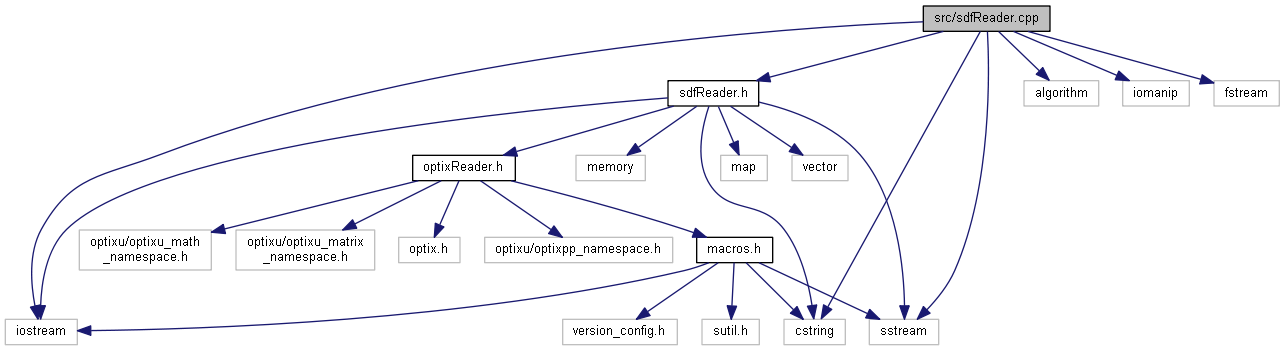 src/sdfReader.cpp
sdfReader.h
algorithm
iomanip
fstream
optixReader.h
memory
map
vector
optixu/optixu_math
_namespace.h
optixu/optixu_matrix
_namespace.h
optix.h
optixu/optixpp_namespace.h
macros.h
iostream
version_config.h
sutil.h
cstring
sstream